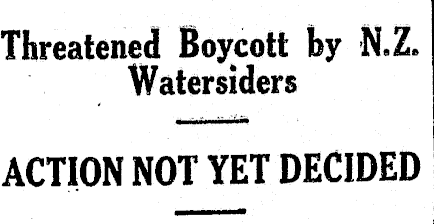 Threatened Boycott by N.Z.
Watersiders
ACTION NOT YET DECIDED